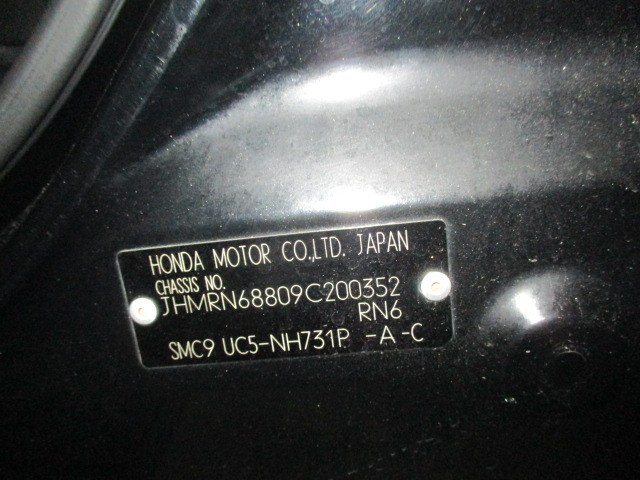 HONDA MOTOR CO.,LTD. JAPAN
CHASSIS NO.
JHMRN68809C200352
RN6
SMC9 UC5-NH731P -A -C